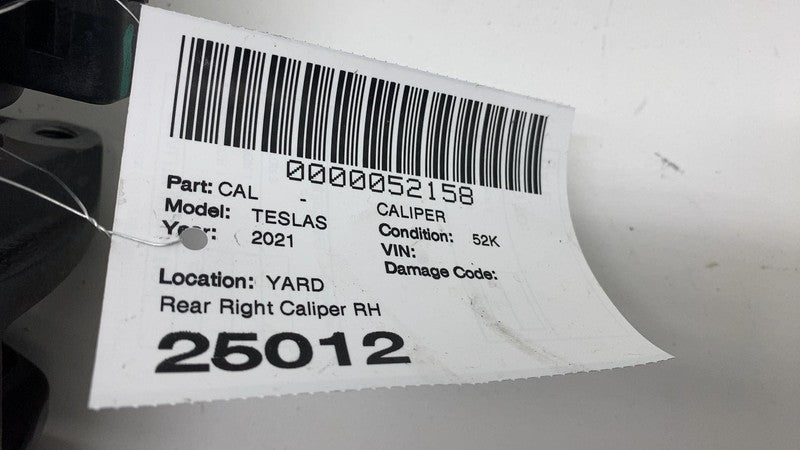 0000052158
Part: CAL - CALIPER
Model: TESLAS Condition: 52K
Year: 2021 VIN:
Damage Code:
Location: YARD
Rear Right Caliper RH
25012